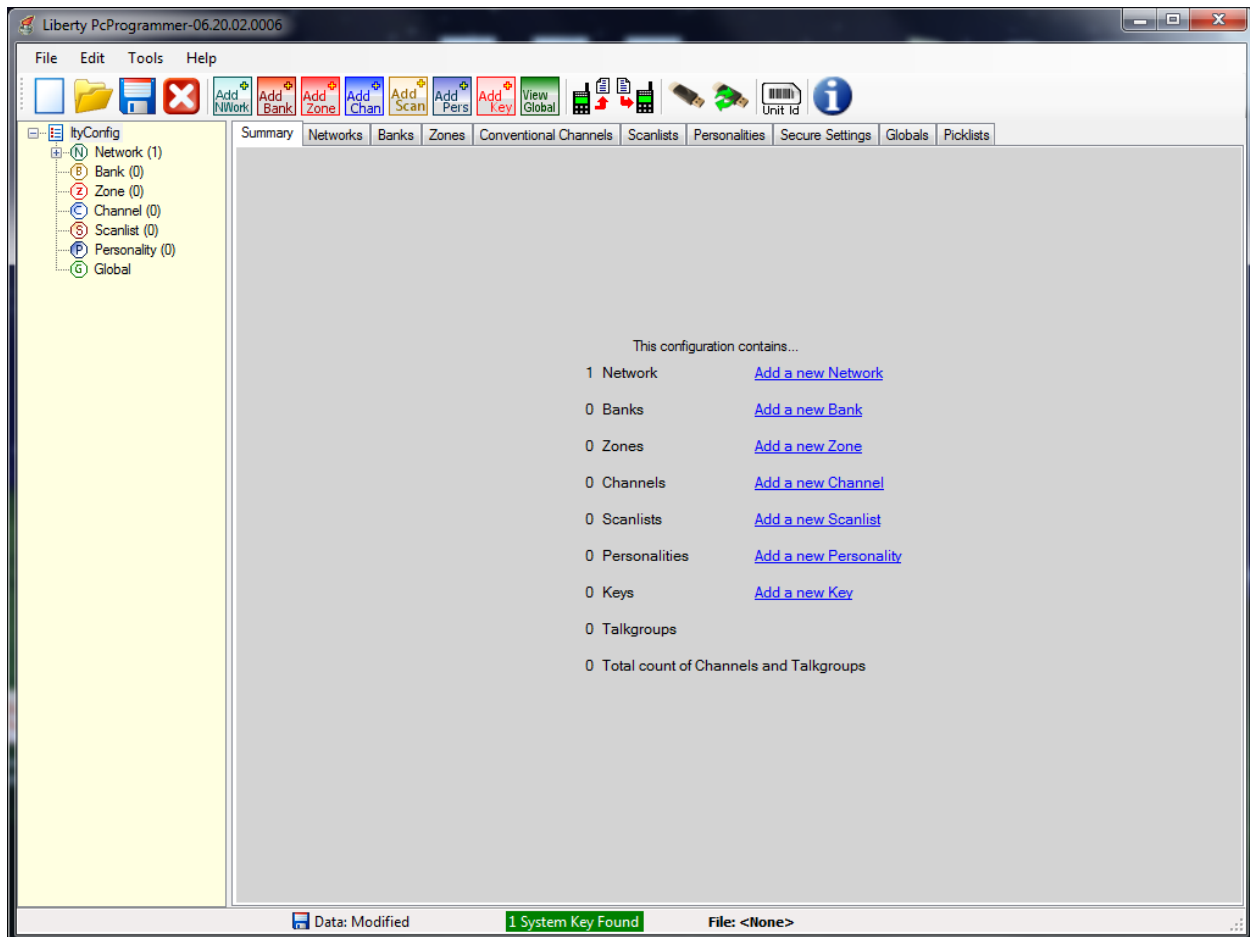 Liberty PcProgrammer-06.20.02.0006
File Edit Tools Help
Add NWork Add Bank Add Zone Add Chan Add Scan Add Pers Add Key View Global Unit Id
ltyConfig
Network (1)
Bank (0)
Zone (0)
Channel (0)
Scanlist (0)
Personality (0)
Global
Summary Networks Banks Zones Conventional Channels Scanlists Personalities Secure Settings Globals Picklists
This configuration contains...
1 Network Add a new Network
0 Banks Add a new Bank
0 Zones Add a new Zone
0 Channels Add a new Channel
0 Scanlists Add a new Scanlist
0 Personalities Add a new Personality
0 Keys Add a new Key
0 Talkgroups
0 Total count of Channels and Talkgroups
Data: Modified 1 System Key Found File: <None>